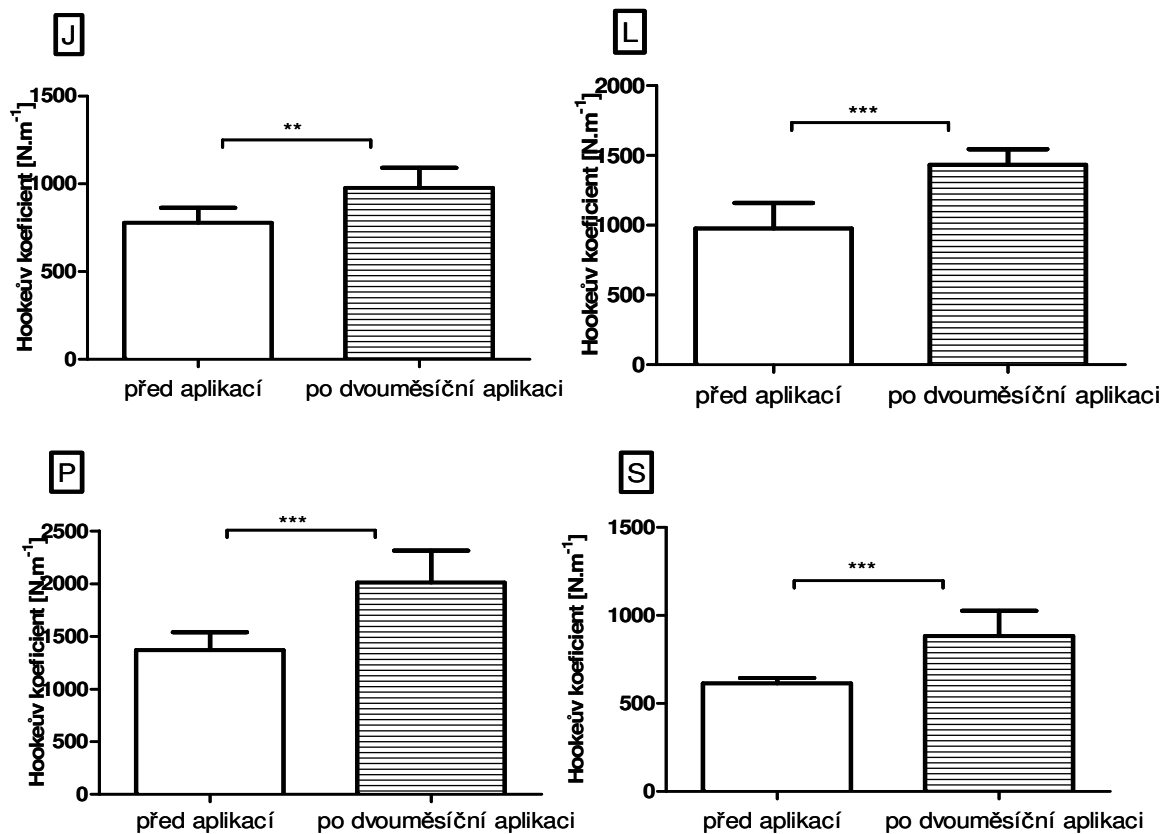 J
Hookeův koeficient [N.m-1]
1500
1000
500
0
**
před aplikací
po dvouměsíční aplikaci
L
Hookeův koeficient [N.m-1]
2000
1500
1000
500
0
***
před aplikací
po dvouměsíční aplikaci
P
Hookeův koeficient [N.m-1]
2500
2000
1500
1000
500
0
***
před aplikací
po dvouměsíční aplikaci
S
Hookeův koeficient [N.m-1]
1500
1000
500
0
***
před aplikací
po dvouměsíční aplikaci